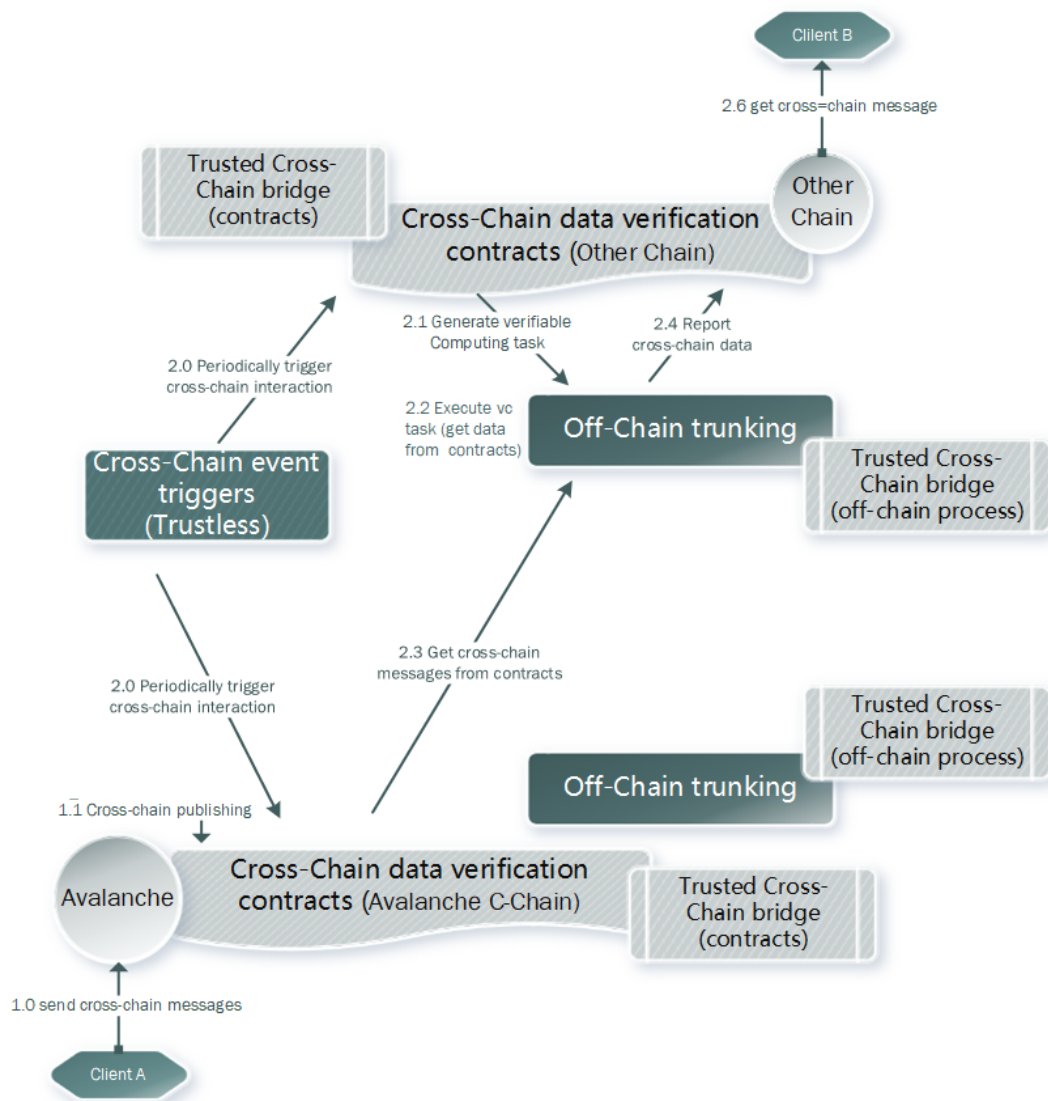 Clilent B
2.6 get cross=chain message
Trusted Cross-
Chain bridge
(contracts)
Other
Chain
Cross-Chain data verification
contracts (Other Chain)
2.1 Generate verifiable
Computing task
2.4 Report
cross-chain data
2.0 Periodically trigger
cross-chain interaction
2.2 Execute vc
task (get data
from contracts)
Off-Chain trunking
Cross-Chain event
triggers
(Trustless)
Trusted Cross-
Chain bridge
(off-chain process)
2.3 Get cross-chain
messages from contracts
2.0 Periodically trigger
cross-chain interaction
Trusted Cross-
Chain bridge
(off-chain process)
Off-Chain trunking
1.1 Cross-chain publishing
Avalanche
Cross-Chain data verification
contracts (Avalanche C-Chain)
Trusted Cross-
Chain bridge
(contracts)
1.0 send cross-chain messages
Client A